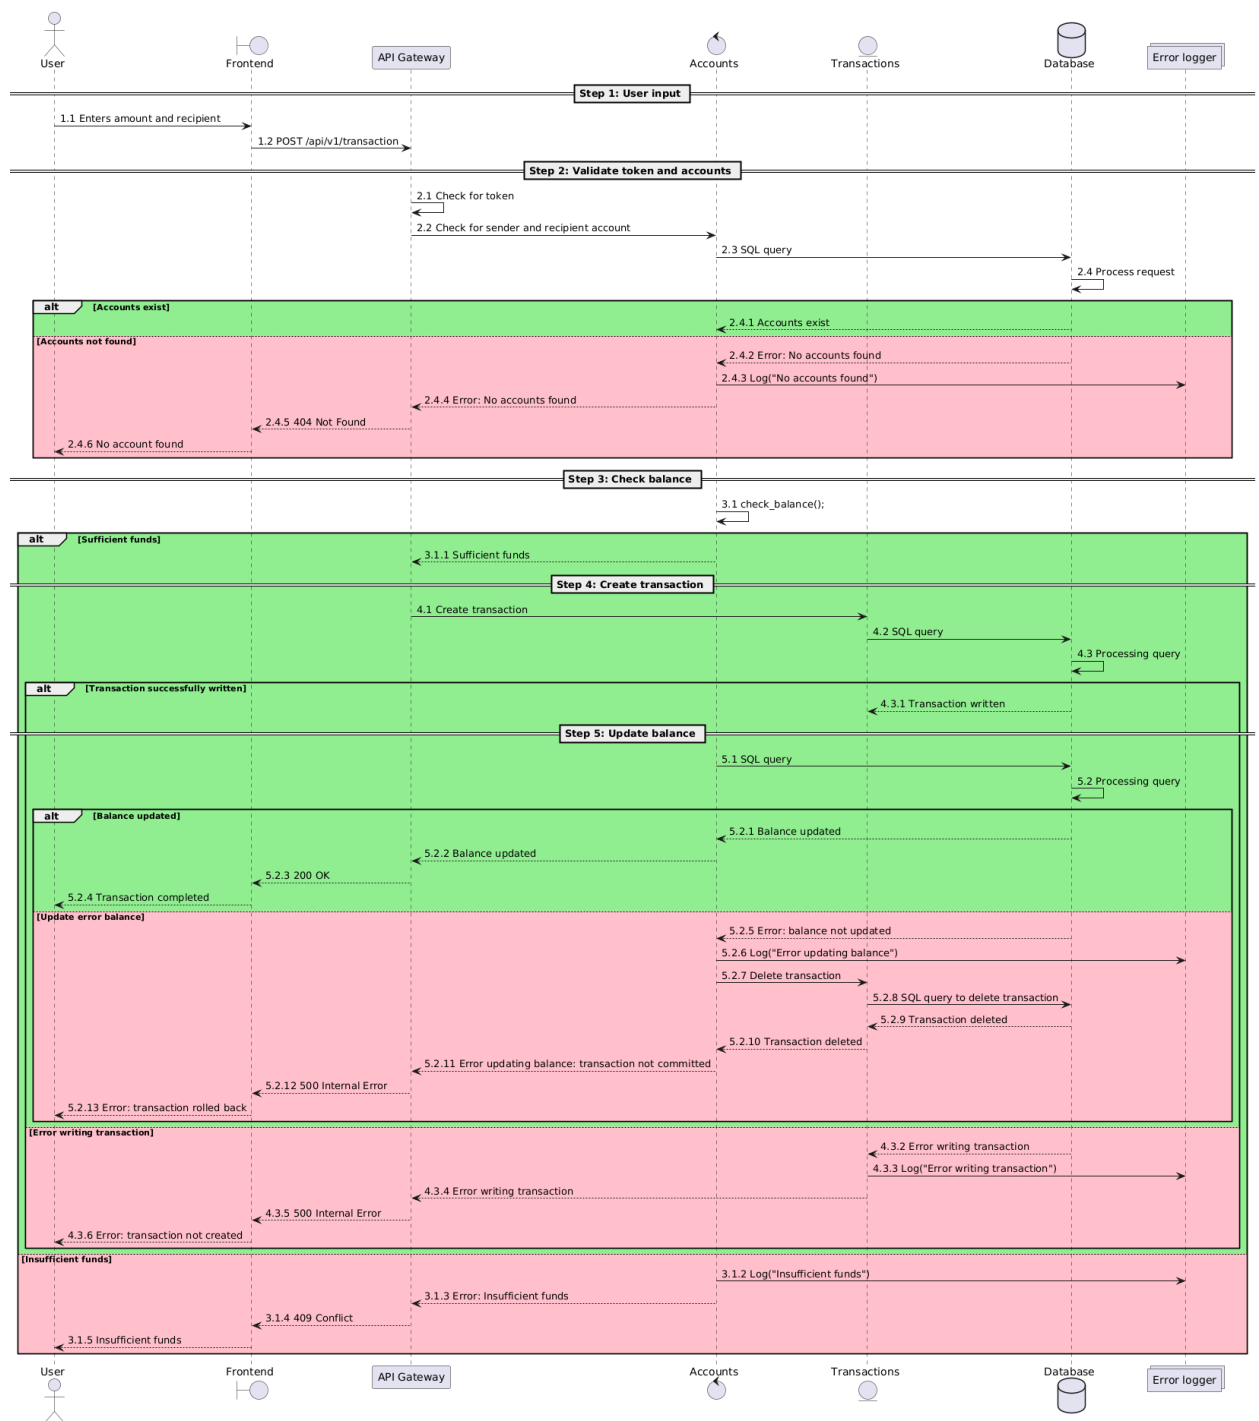 User
Frontend
API Gateway
Accounts
Transactions
Database
Error logger
Step 1: User input
1.1 Enters amount and recipient
1.2 POST /api/v1/transaction
Step 2: Validate token and accounts
2.1 Check for token
2.2 Check for sender and recipient account
2.3 SQL query
2.4 Process request
alt [Accounts exist]
2.4.1 Accounts exist
[Accounts not found]
2.4.2 Error: No accounts found
2.4.3 Log("No accounts found")
2.4.4 Error: No accounts found
2.4.5 404 Not Found
2.4.6 No account found
Step 3: Check balance
3.1 check_balance();
alt [Sufficient funds]
3.1.1 Sufficient funds
Step 4: Create transaction
4.1 Create transaction
4.2 SQL query
4.3 Processing query
alt [Transaction successfully written]
4.3.1 Transaction written
Step 5: Update balance
5.1 SQL query
5.2 Processing query
alt [Balance updated]
5.2.1 Balance updated
5.2.2 Balance updated
5.2.3 200 OK
5.2.4 Transaction completed
[Update error balance]
5.2.5 Error: balance not updated
5.2.6 Log("Error updating balance")
5.2.7 Delete transaction
5.2.8 SQL query to delete transaction
5.2.9 Transaction deleted
5.2.10 Transaction deleted
5.2.11 Error updating balance: transaction not committed
5.2.12 500 Internal Error
5.2.13 Error: transaction rolled back
[Error writing transaction]
4.3.2 Error writing transaction
4.3.3 Log("Error writing transaction")
4.3.4 Error writing transaction
4.3.5 500 Internal Error
4.3.6 Error: transaction not created
[Insufficient funds]
3.1.2 Log("Insufficient funds")
3.1.3 Error: Insufficient funds
3.1.4 409 Conflict
3.1.5 Insufficient funds
User
Frontend
API Gateway
Accounts
Transactions
Database
Error logger